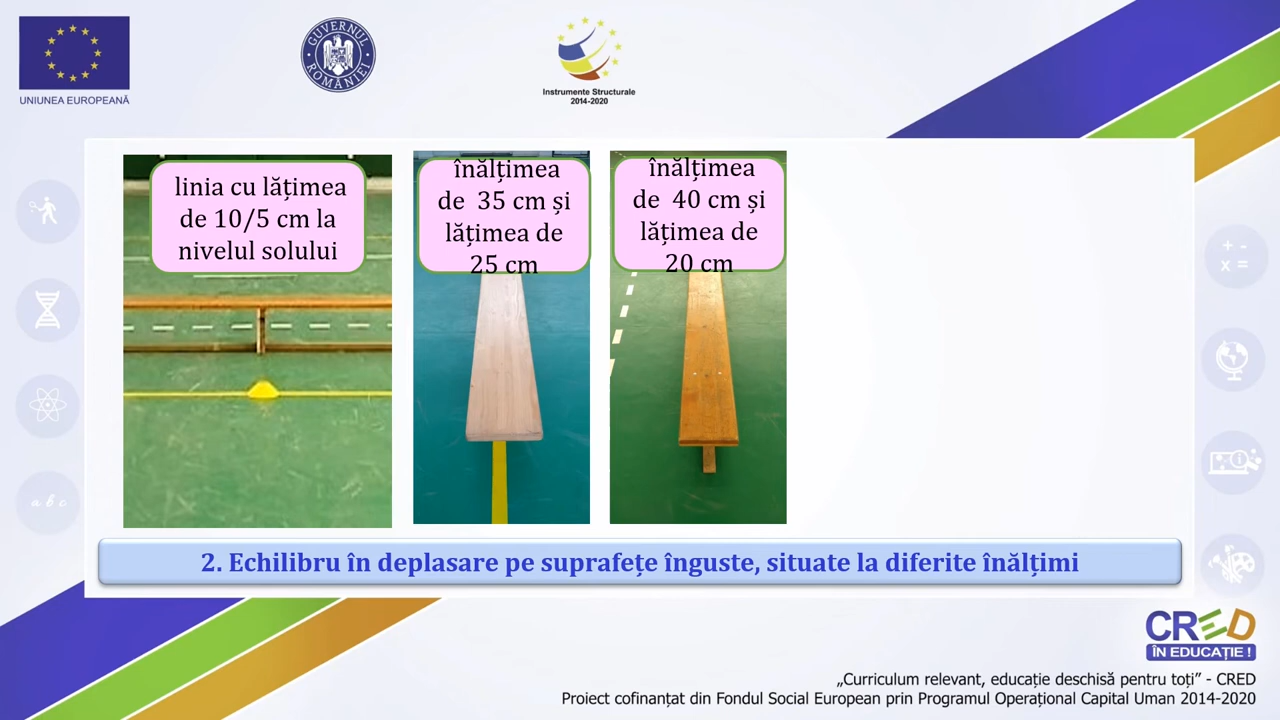 UNIUNEA EUROPEANĂ
GUVERNUL
ROMÂNIEI
Instrumente Structurale
2014-2020
linia cu lățimea
de 10/5 cm la
nivelul solului
înălțimea
de 35 cm și
lățimea de
25 cm
înălțimea
de 40 cm și
lățimea de
20 cm
+ -
x =
a b c
2. Echilibru în deplasare pe suprafețe înguste, situate la diferite înălțimi
CRED
ÎN EDUCAȚIE !
„Curriculum relevant, educație deschisă pentru toți” - CRED
Proiect cofinanțat din Fondul Social European prin Programul Operațional Capital Uman 2014-2020